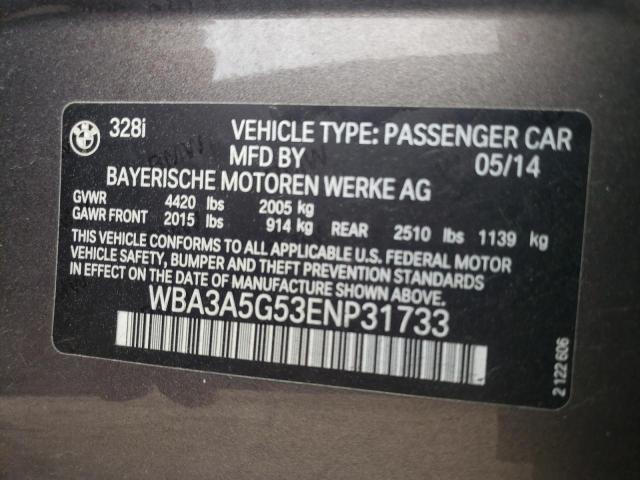 BMW 328i VEHICLE TYPE: PASSENGER CAR
MFD BY 05/14
BAYERISCHE MOTOREN WERKE AG
GVWR 4420 lbs 2005 kg
GAWR FRONT 2015 lbs 914 kg REAR 2510 lbs 1139 kg
THIS VEHICLE CONFORMS TO ALL APPLICABLE U.S. FEDERAL MOTOR
VEHICLE SAFETY, BUMPER AND THEFT PREVENTION STANDARDS
IN EFFECT ON THE DATE OF MANUFACTURE SHOWN ABOVE.
WBA3A5G53ENP31733
2 122 606